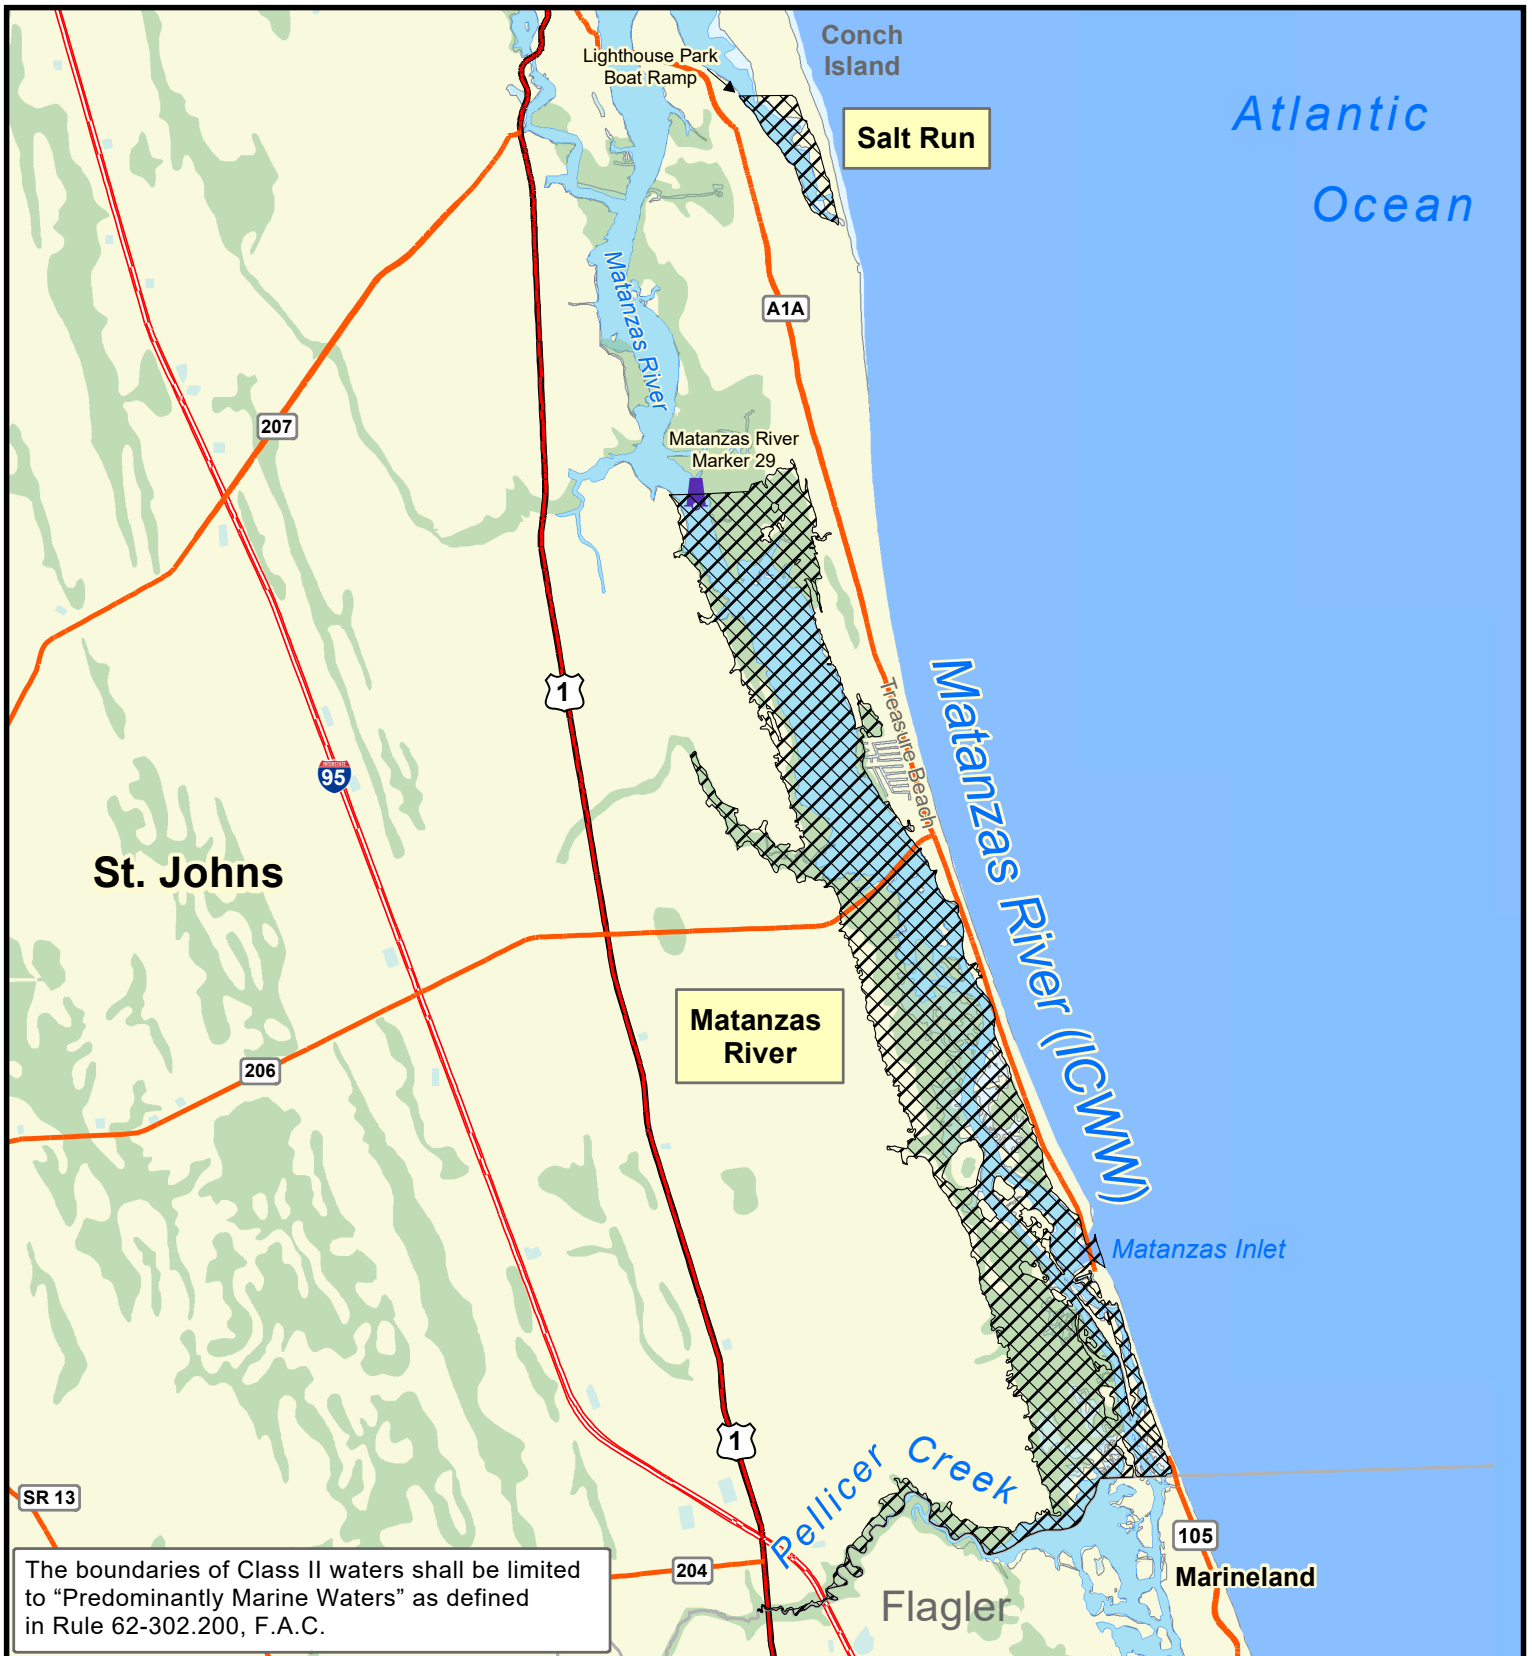 Conch
Island
Lighthouse Park
Boat Ramp
Atlantic
Ocean
Salt Run
Matanzas River
A1A
207
Matanzas River
Marker 29
1
Treasure Beach
Matanzas River (ICWW)
95
St. Johns
Matanzas
River
206
Matanzas Inlet
1
Pellicer Creek
SR 13
105
204
Marineland
Flagler
The boundaries of Class II waters shall be limited
to “Predominantly Marine Waters” as defined
in Rule 62-302.200, F.A.C.